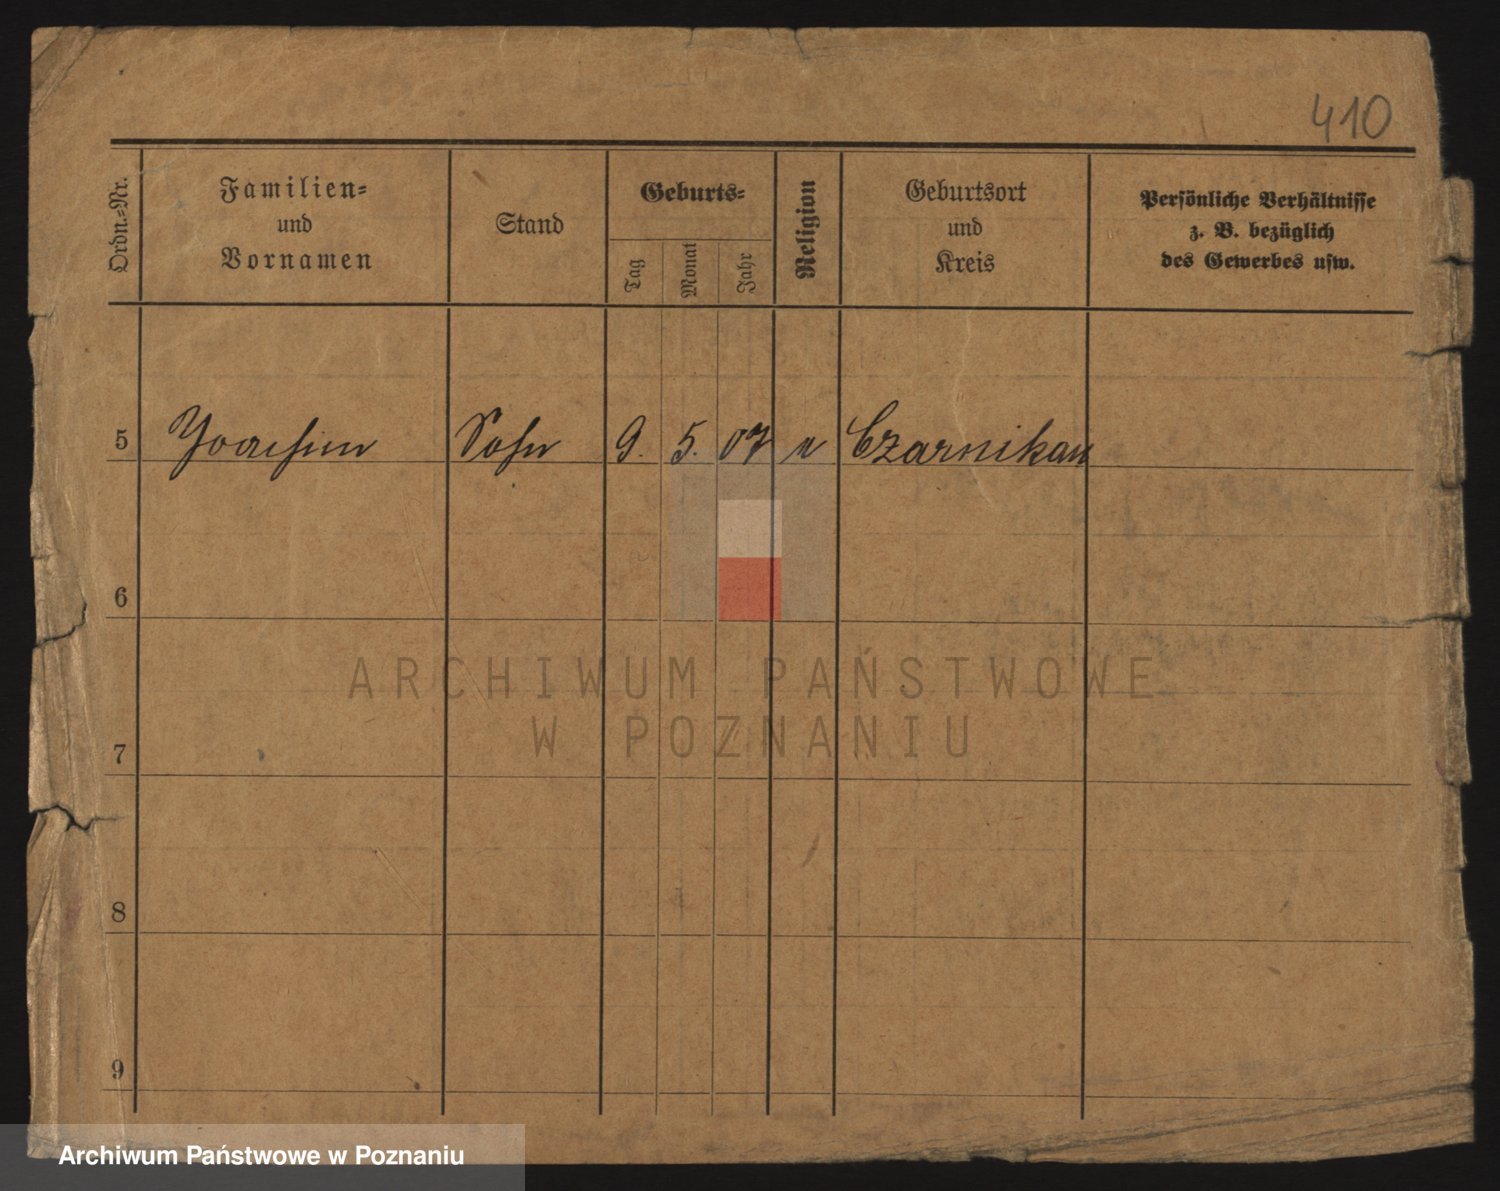 410
Ordn.-Nr.
Familien-
und
Vornamen
Stand
Geburts-
Tag
Monat
Jahr
Religion
Geburtsort
und
Kreis
Persönliche Verhältnisse
z. B. bezüglich
des Gewerbes usw.
5 Joachim Sohn 9. 5. 07 e Czarnikau
6
7
8
9
ARCHIWUM PAŃSTWOWE
W POZNANIU
Archiwum Państwowe w Poznaniu